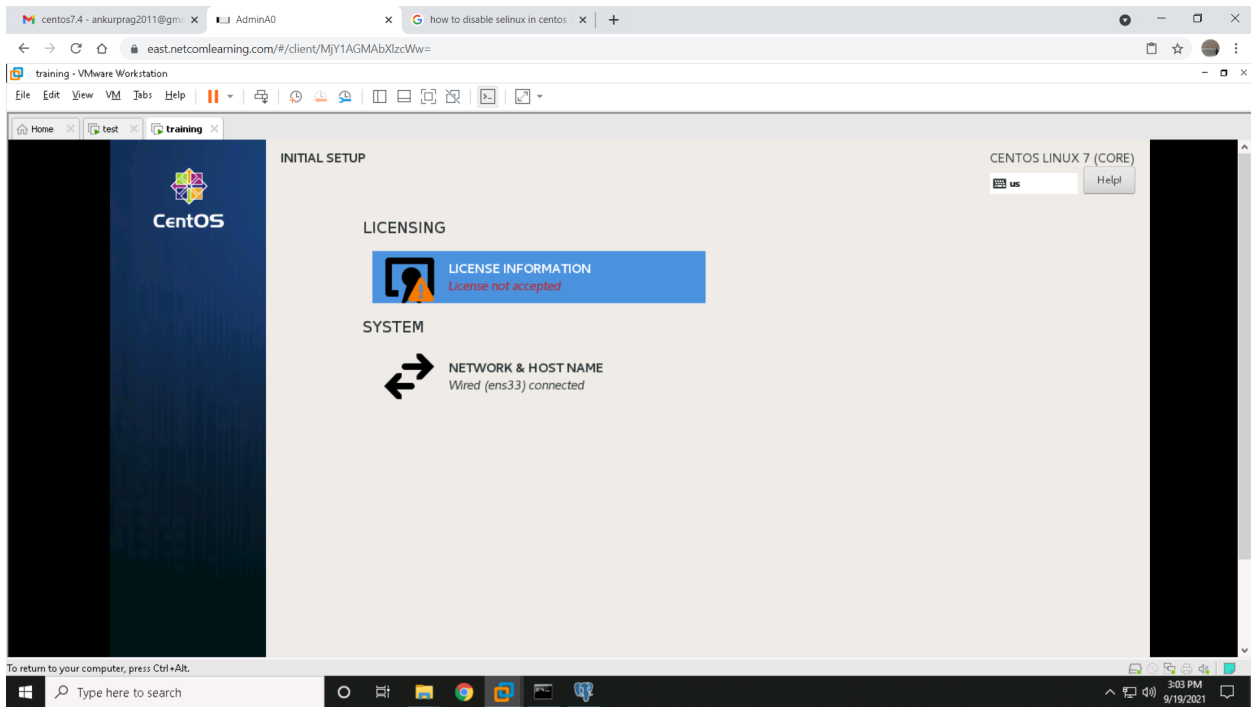 centos7.4 - ankurprag2011@gm
AdminA0
how to disable selinux in centos
east.netcomlearning.com/#/client/MjY1AGMAbXlzcWw=
training - VMware Workstation
File Edit View VM Tabs Help
Home test training
INITIAL SETUP
CENTOS LINUX 7 (CORE)
us
Help!
CentOS
LICENSING
LICENSE INFORMATION
License not accepted
SYSTEM
NETWORK & HOST NAME
Wired (ens33) connected
To return to your computer, press Ctrl+Alt.
Type here to search
3:03 PM
9/19/2021